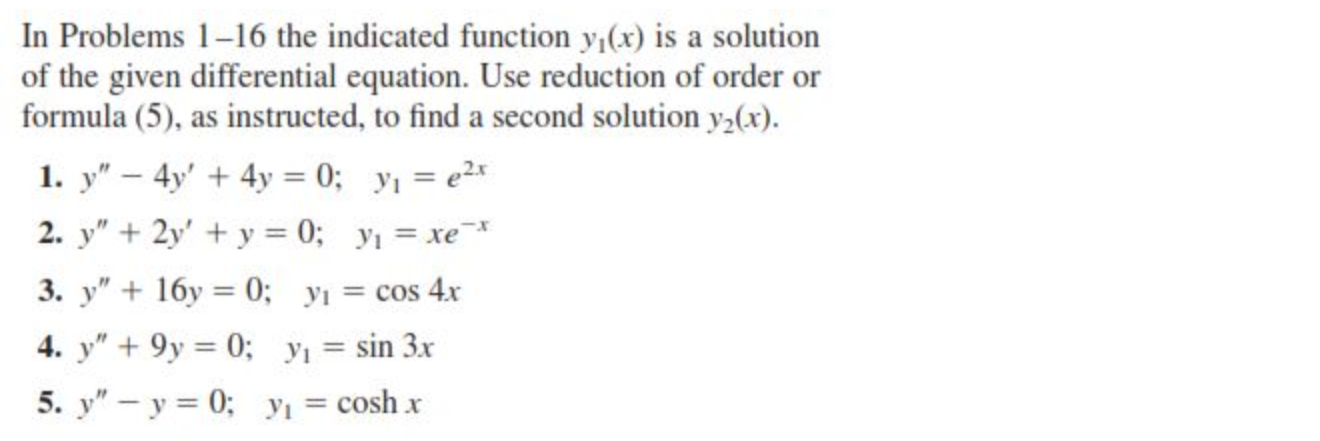 In Problems 1–16 the indicated function y₁(x) is a solution
of the given differential equation. Use reduction of order or
formula (5), as instructed, to find a second solution y₂(x).
1. y″ − 4y′ + 4y = 0; y₁ = e²ˣ
2. y″ + 2y′ + y = 0; y₁ = xe⁻ˣ
3. y″ + 16y = 0; y₁ = cos 4x
4. y″ + 9y = 0; y₁ = sin 3x
5. y″ − y = 0; y₁ = cosh x